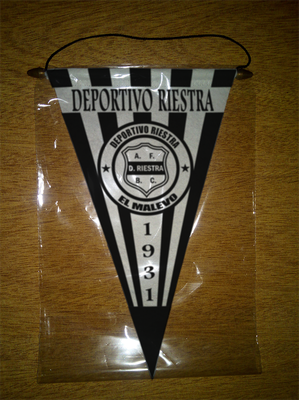 DEPORTIVO RIESTRA
DEPORTIVO RIESTRA
A. F.
D. RIESTRA
B. C.
EL MALEVO
1931